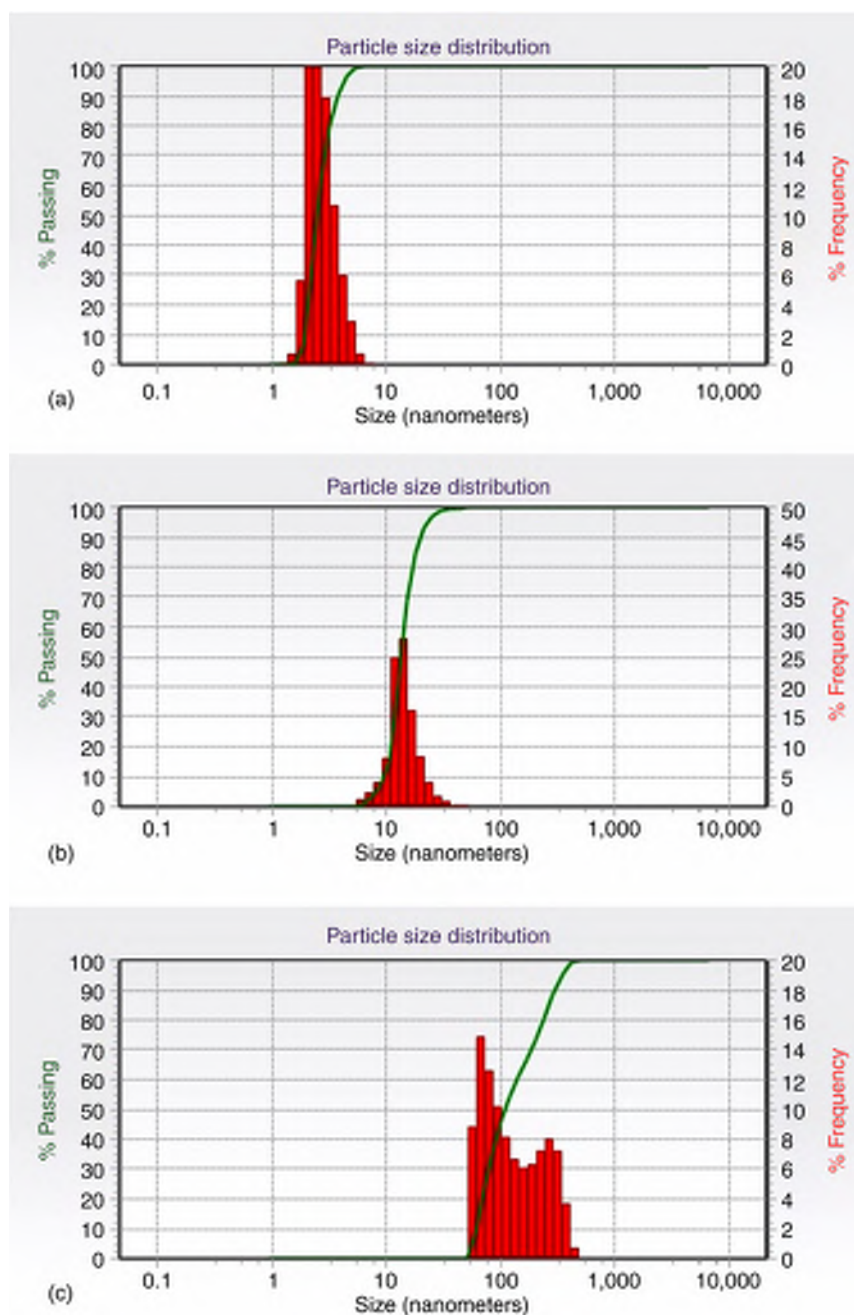 Particle size distribution
100 20
90 18
80 16
70 14
60 12
50 10
40 8
30 6
20 4
10 2
0 0
% Passing
% Frequency
0.1 1 10 100 1,000 10,000
(a) Size (nanometers)
Particle size distribution
100 50
90 45
80 40
70 35
60 30
50 25
40 20
30 15
20 10
10 5
0 0
% Passing
% Frequency
0.1 1 10 100 1,000 10,000
(b) Size (nanometers)
Particle size distribution
100 20
90 18
80 16
70 14
60 12
50 10
40 8
30 6
20 4
10 2
0 0
% Passing
% Frequency
0.1 1 10 100 1,000 10,000
(c) Size (nanometers)